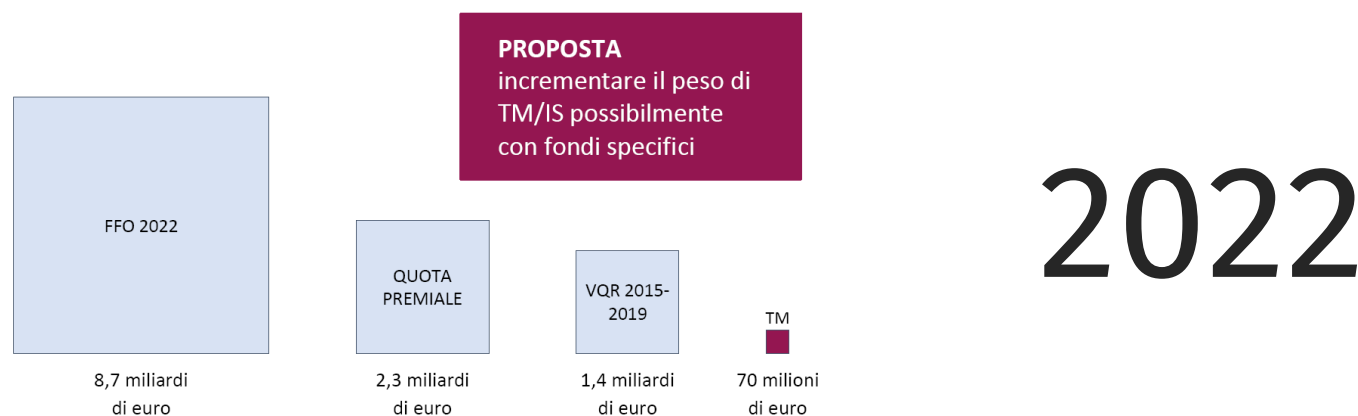 PROPOSTA
incrementare il peso di
TM/IS possibilmente
con fondi specifici
2022
FFO 2022
QUOTA
PREMIALE
VQR 2015-
2019
TM
8,7 miliardi
di euro
2,3 miliardi
di euro
1,4 miliardi
di euro
70 milioni
di euro